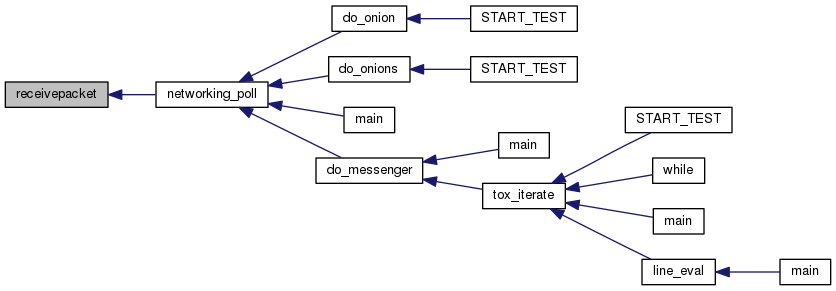 do_onion
START_TEST
do_onions
START_TEST
receivepacket
networking_poll
main
START_TEST
main
do_messenger
while
tox_iterate
main
line_eval
main